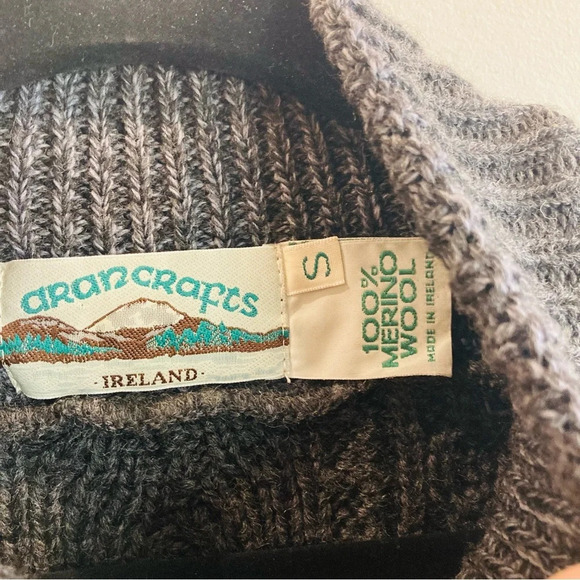 arancrafts
· IRELAND ·
S
100%
MERINO
WOOL
MADE IN IRELAND